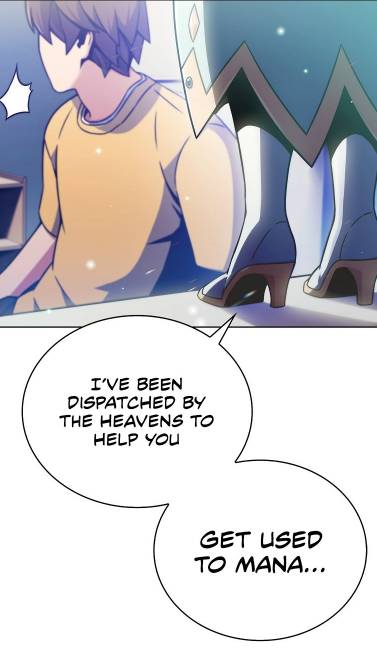 I'VE BEEN
DISPATCHED BY
THE HEAVENS TO
HELP YOU
GET USED
TO MANA...